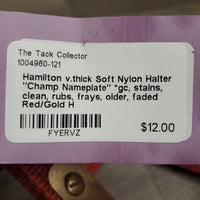 The Tack Collector
1004960-121
Hamilton v.thick Soft Nylon Halter
"Champ Nameplate" *gc, stains,
clean, rubs, frays, older, faded
Red/Gold H
FYERVZ
$12.00